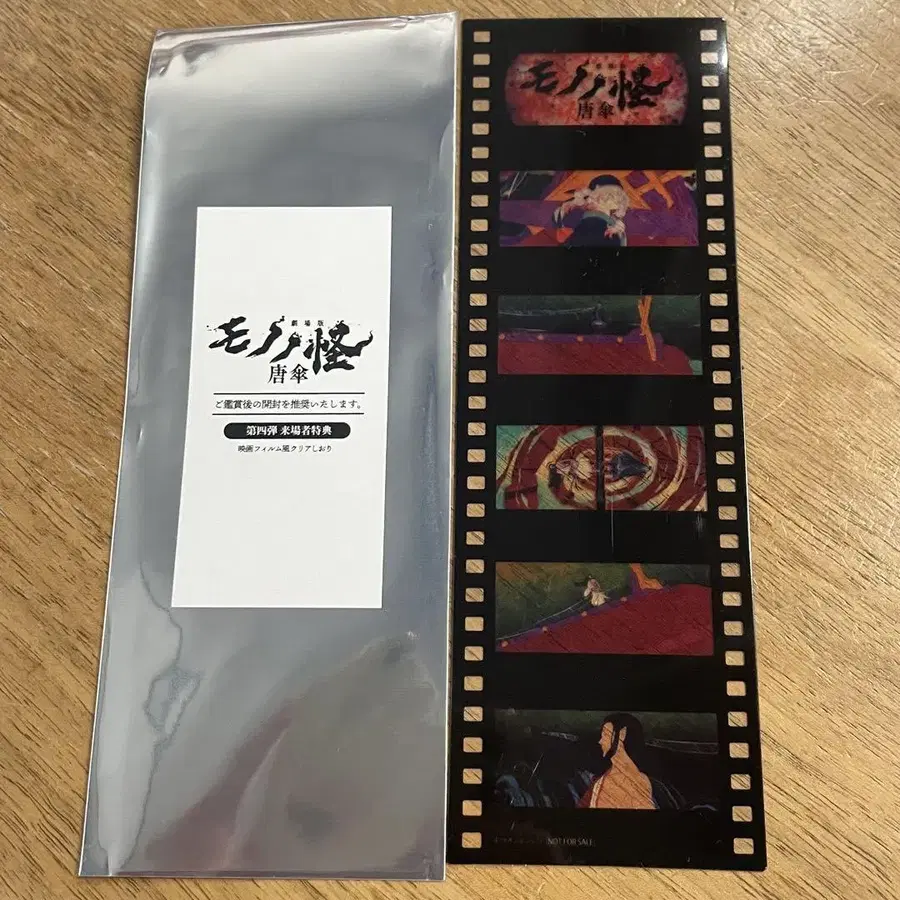 劇場版
モノノ怪
唐傘
ご鑑賞後の開封を推奨いたします。
第四弾 来場者特典
映画フィルム風クリアしおり
モノノ怪
唐傘
NOT FOR SALE